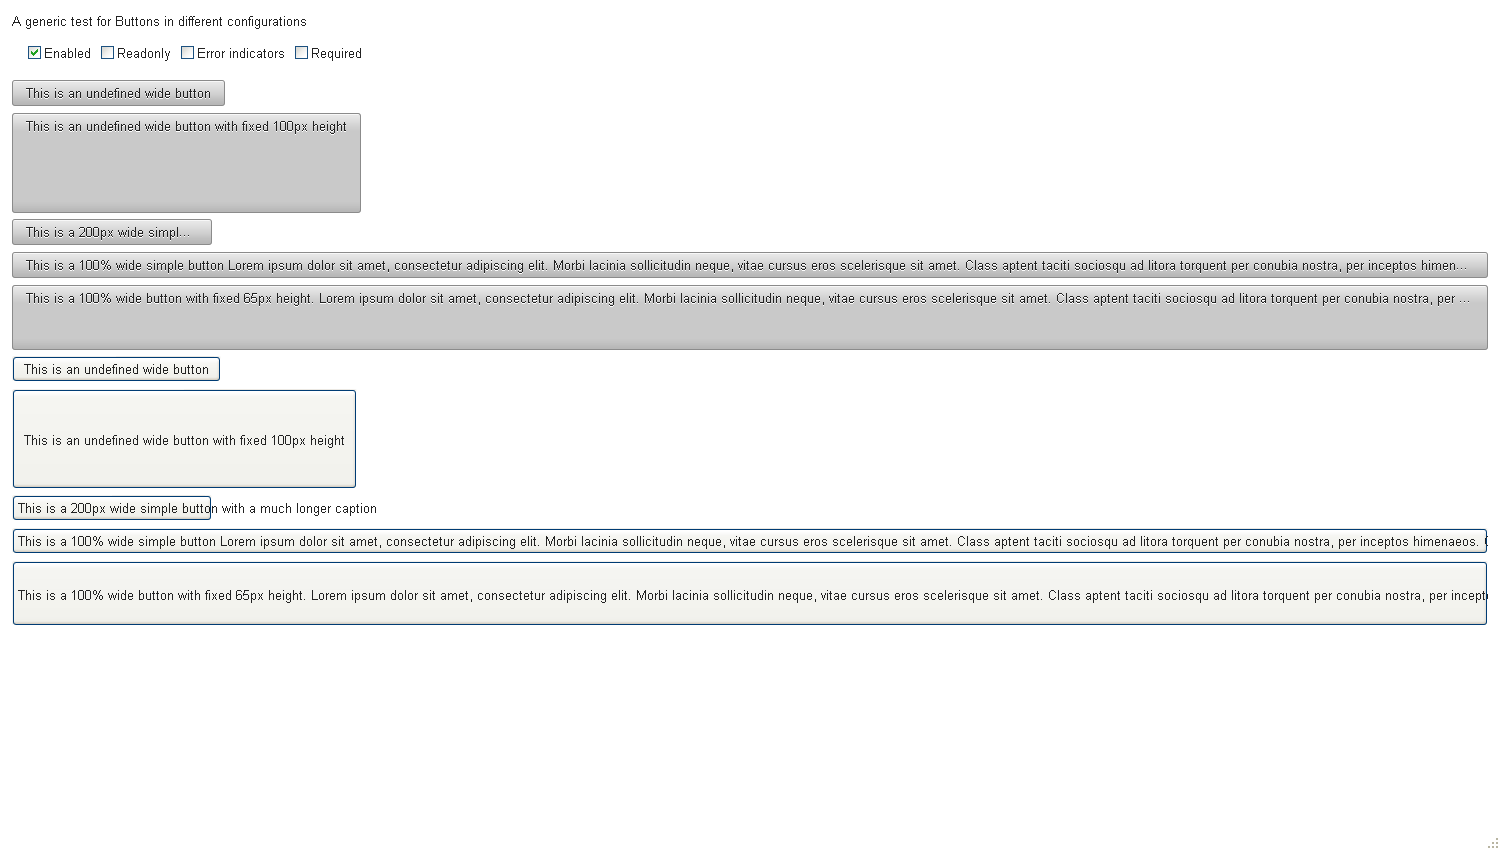 A generic test for Buttons in different configurations
Enabled Readonly Error indicators Required
This is an undefined wide button
This is an undefined wide button with fixed 100px height
This is a 200px wide simpl...
This is a 100% wide simple button Lorem ipsum dolor sit amet, consectetur adipiscing elit. Morbi lacinia sollicitudin neque, vitae cursus eros scelerisque sit amet. Class aptent taciti sociosqu ad litora torquent per conubia nostra, per inceptos himen...
This is a 100% wide button with fixed 65px height. Lorem ipsum dolor sit amet, consectetur adipiscing elit. Morbi lacinia sollicitudin neque, vitae cursus eros scelerisque sit amet. Class aptent taciti sociosqu ad litora torquent per conubia nostra, per ...
This is an undefined wide button
This is an undefined wide button with fixed 100px height
This is a 200px wide simple button with a much longer caption
This is a 100% wide simple button Lorem ipsum dolor sit amet, consectetur adipiscing elit. Morbi lacinia sollicitudin neque, vitae cursus eros scelerisque sit amet. Class aptent taciti sociosqu ad litora torquent per conubia nostra, per inceptos himenaeos.
This is a 100% wide button with fixed 65px height. Lorem ipsum dolor sit amet, consectetur adipiscing elit. Morbi lacinia sollicitudin neque, vitae cursus eros scelerisque sit amet. Class aptent taciti sociosqu ad litora torquent per conubia nostra, per incept